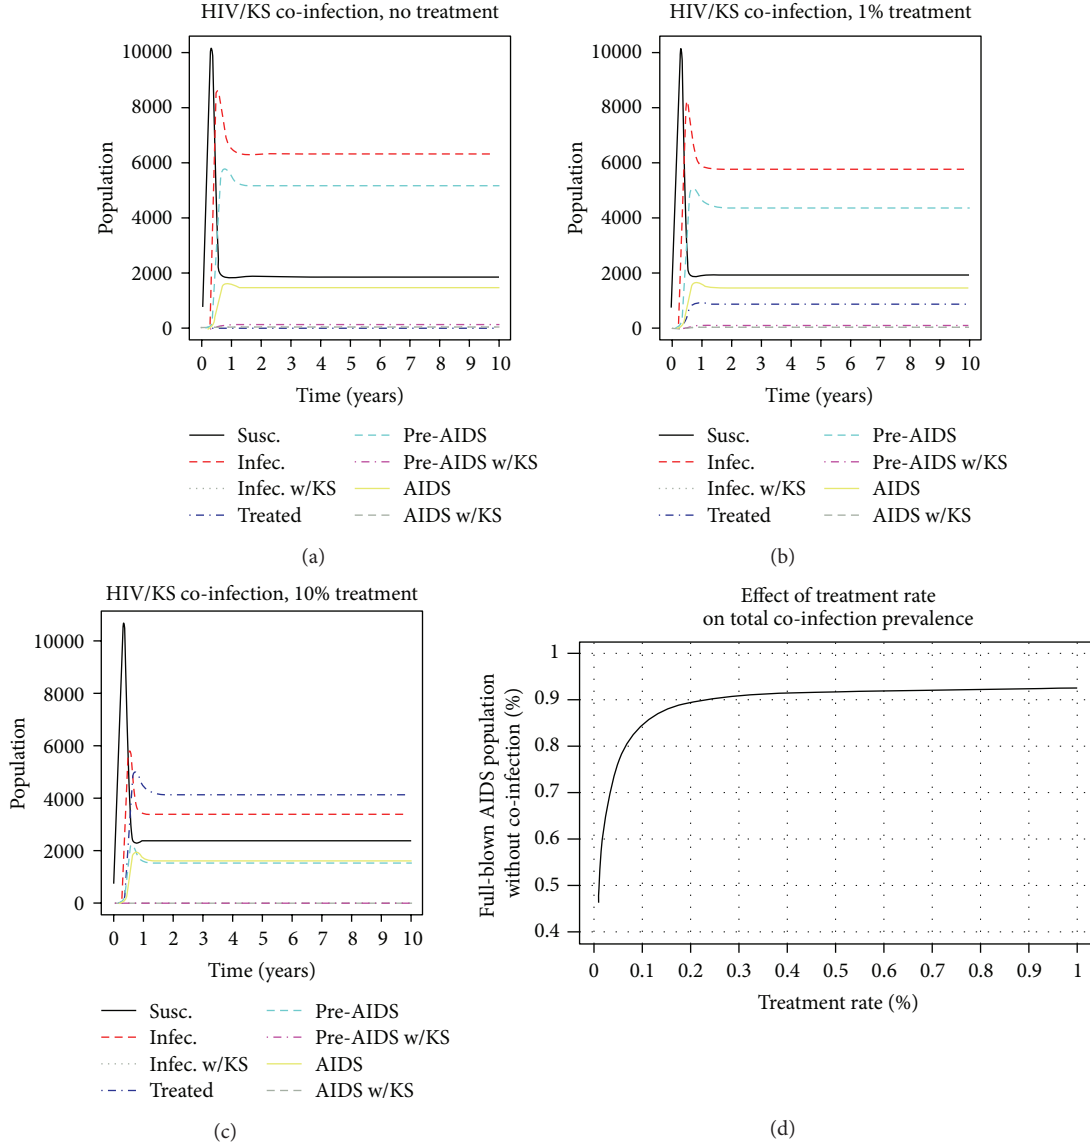 HIV/KS co-infection, no treatment
10000
8000
6000
4000
2000
0
Population
0 1 2 3 4 5 6 7 8 9 10
Time (years)
Susc.
Infec.
Infec. w/KS
Treated
Pre-AIDS
Pre-AIDS w/KS
AIDS
AIDS w/KS
(a)
HIV/KS co-infection, 1% treatment
10000
8000
6000
4000
2000
0
Population
0 1 2 3 4 5 6 7 8 9 10
Time (years)
Susc.
Infec.
Infec. w/KS
Treated
Pre-AIDS
Pre-AIDS w/KS
AIDS
AIDS w/KS
(b)
HIV/KS co-infection, 10% treatment
10000
8000
6000
4000
2000
0
Population
0 1 2 3 4 5 6 7 8 9 10
Time (years)
Susc.
Infec.
Infec. w/KS
Treated
Pre-AIDS
Pre-AIDS w/KS
AIDS
AIDS w/KS
(c)
Effect of treatment rate
on total co-infection prevalence
1
0.9
0.8
0.7
0.6
0.5
0.4
Full-blown AIDS population
without co-infection (%)
0 0.1 0.2 0.3 0.4 0.5 0.6 0.7 0.8 0.9 1
Treatment rate (%)
(d)